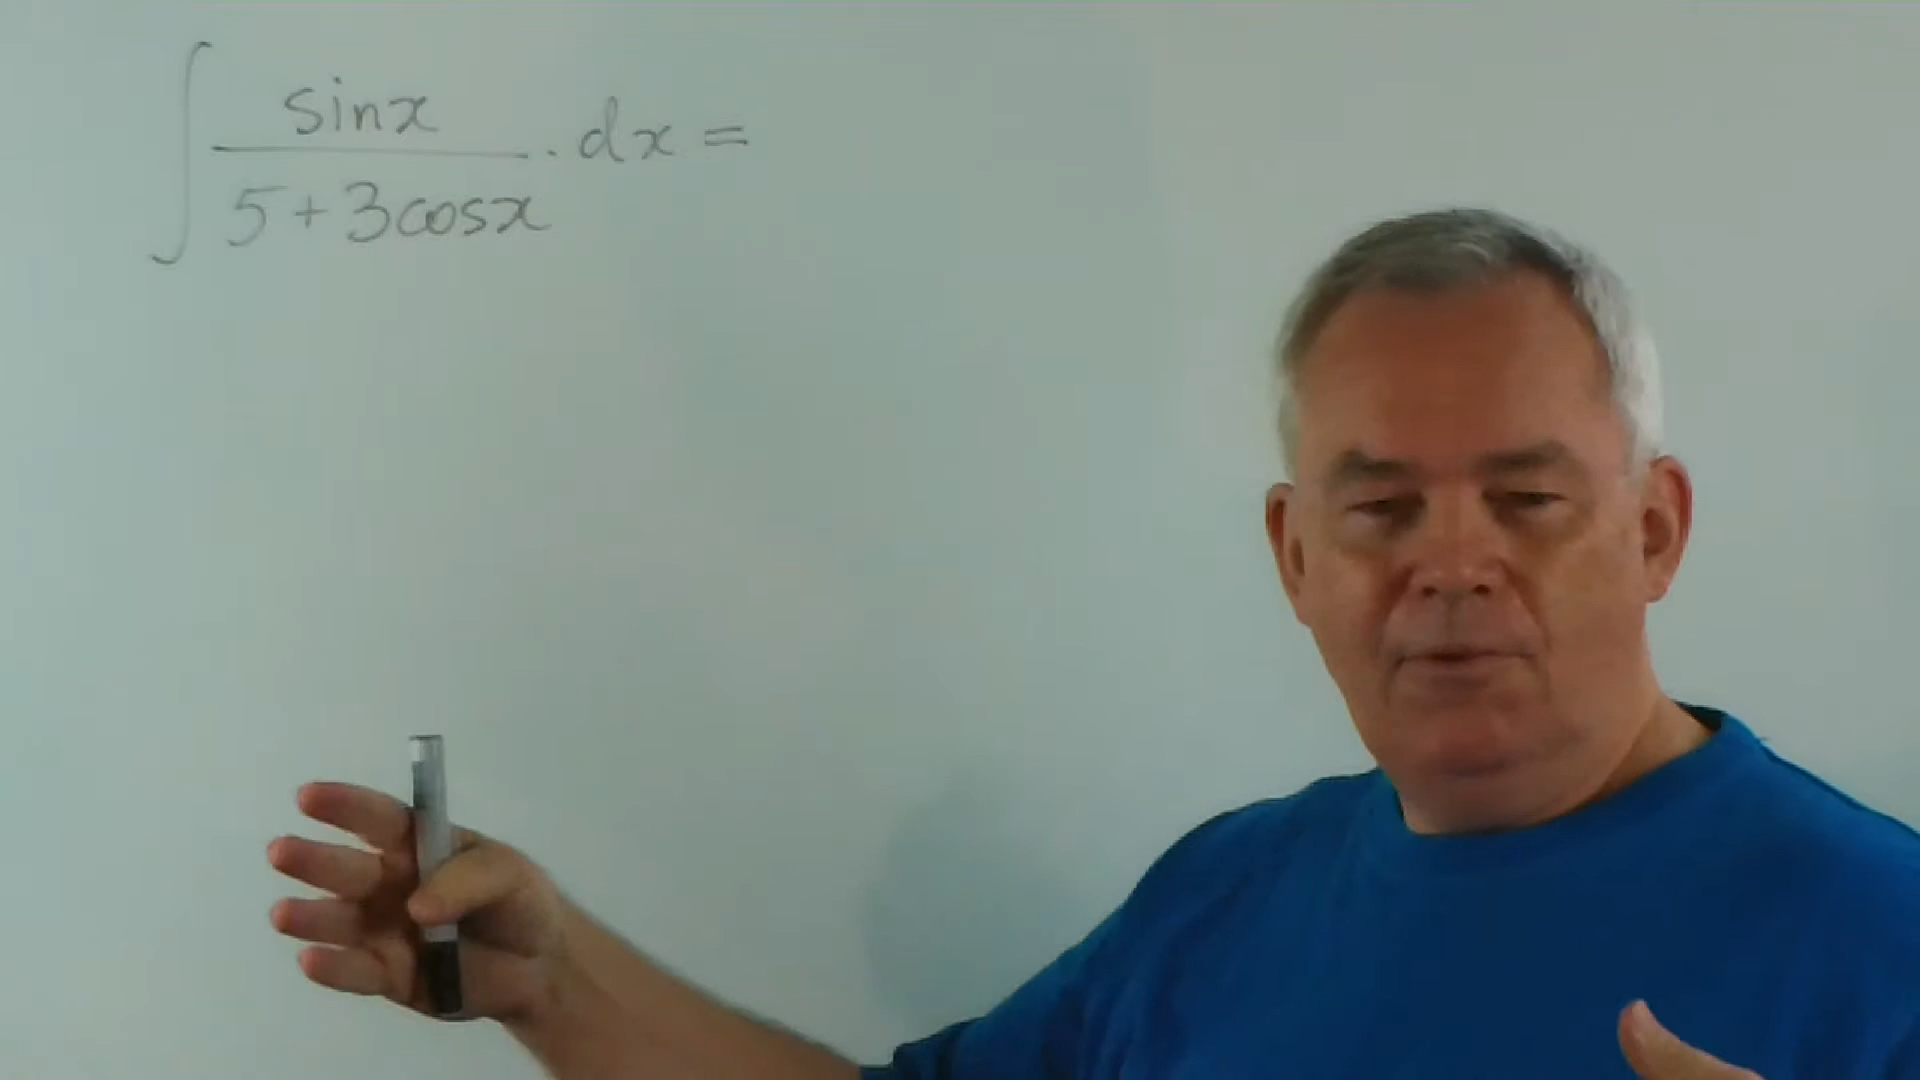 ∫ sinx / 5+3cosx . dx =